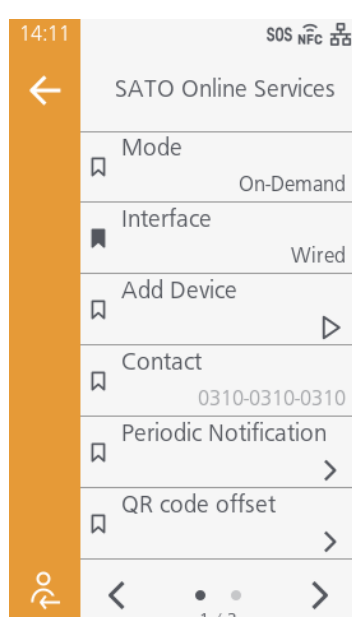 14:11
SOS NFC
SATO Online Services
Mode
On-Demand
Interface
Wired
Add Device
Contact
0310-0310-0310
Periodic Notification
QR code offset